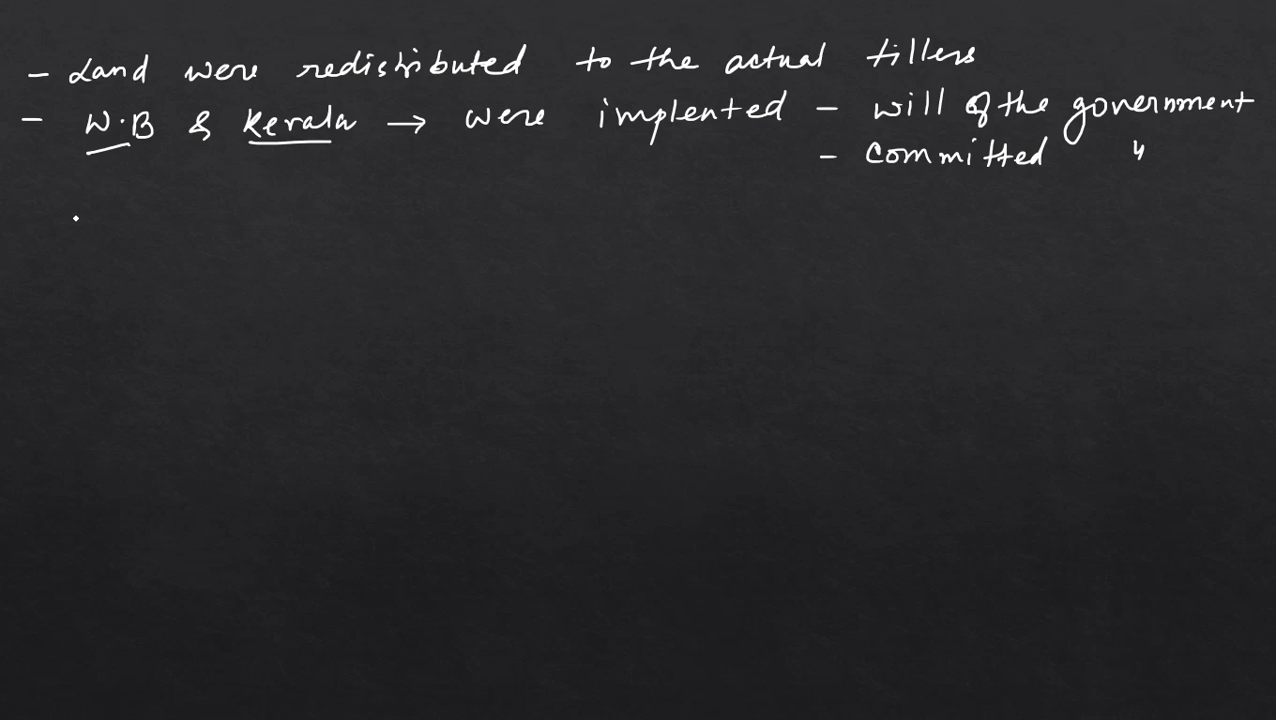 - Land were redistributed to the actual tillers
- W.B & Kerala → were implented - will of the government
- committed "